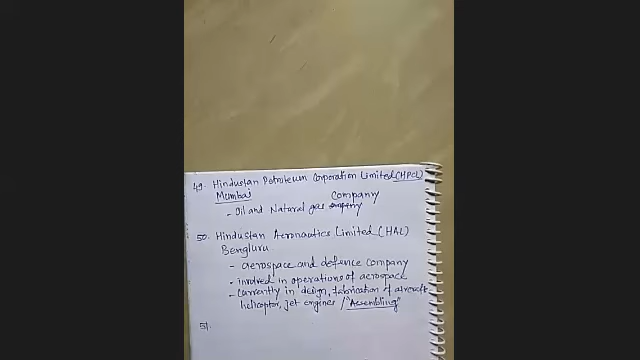 49. Hindustan Petroleum Corporation Limited (HPCL)
Mumbai
Company
- Oil and Natural gas
50. Hindustan Aeronautics Limited (HAL)
Bengluru
- aerospace and defence company
- involved in operations of aerospace
- currently in design, fabrication of aircraft
helicoptor, jet engines / "Assembling"
51.